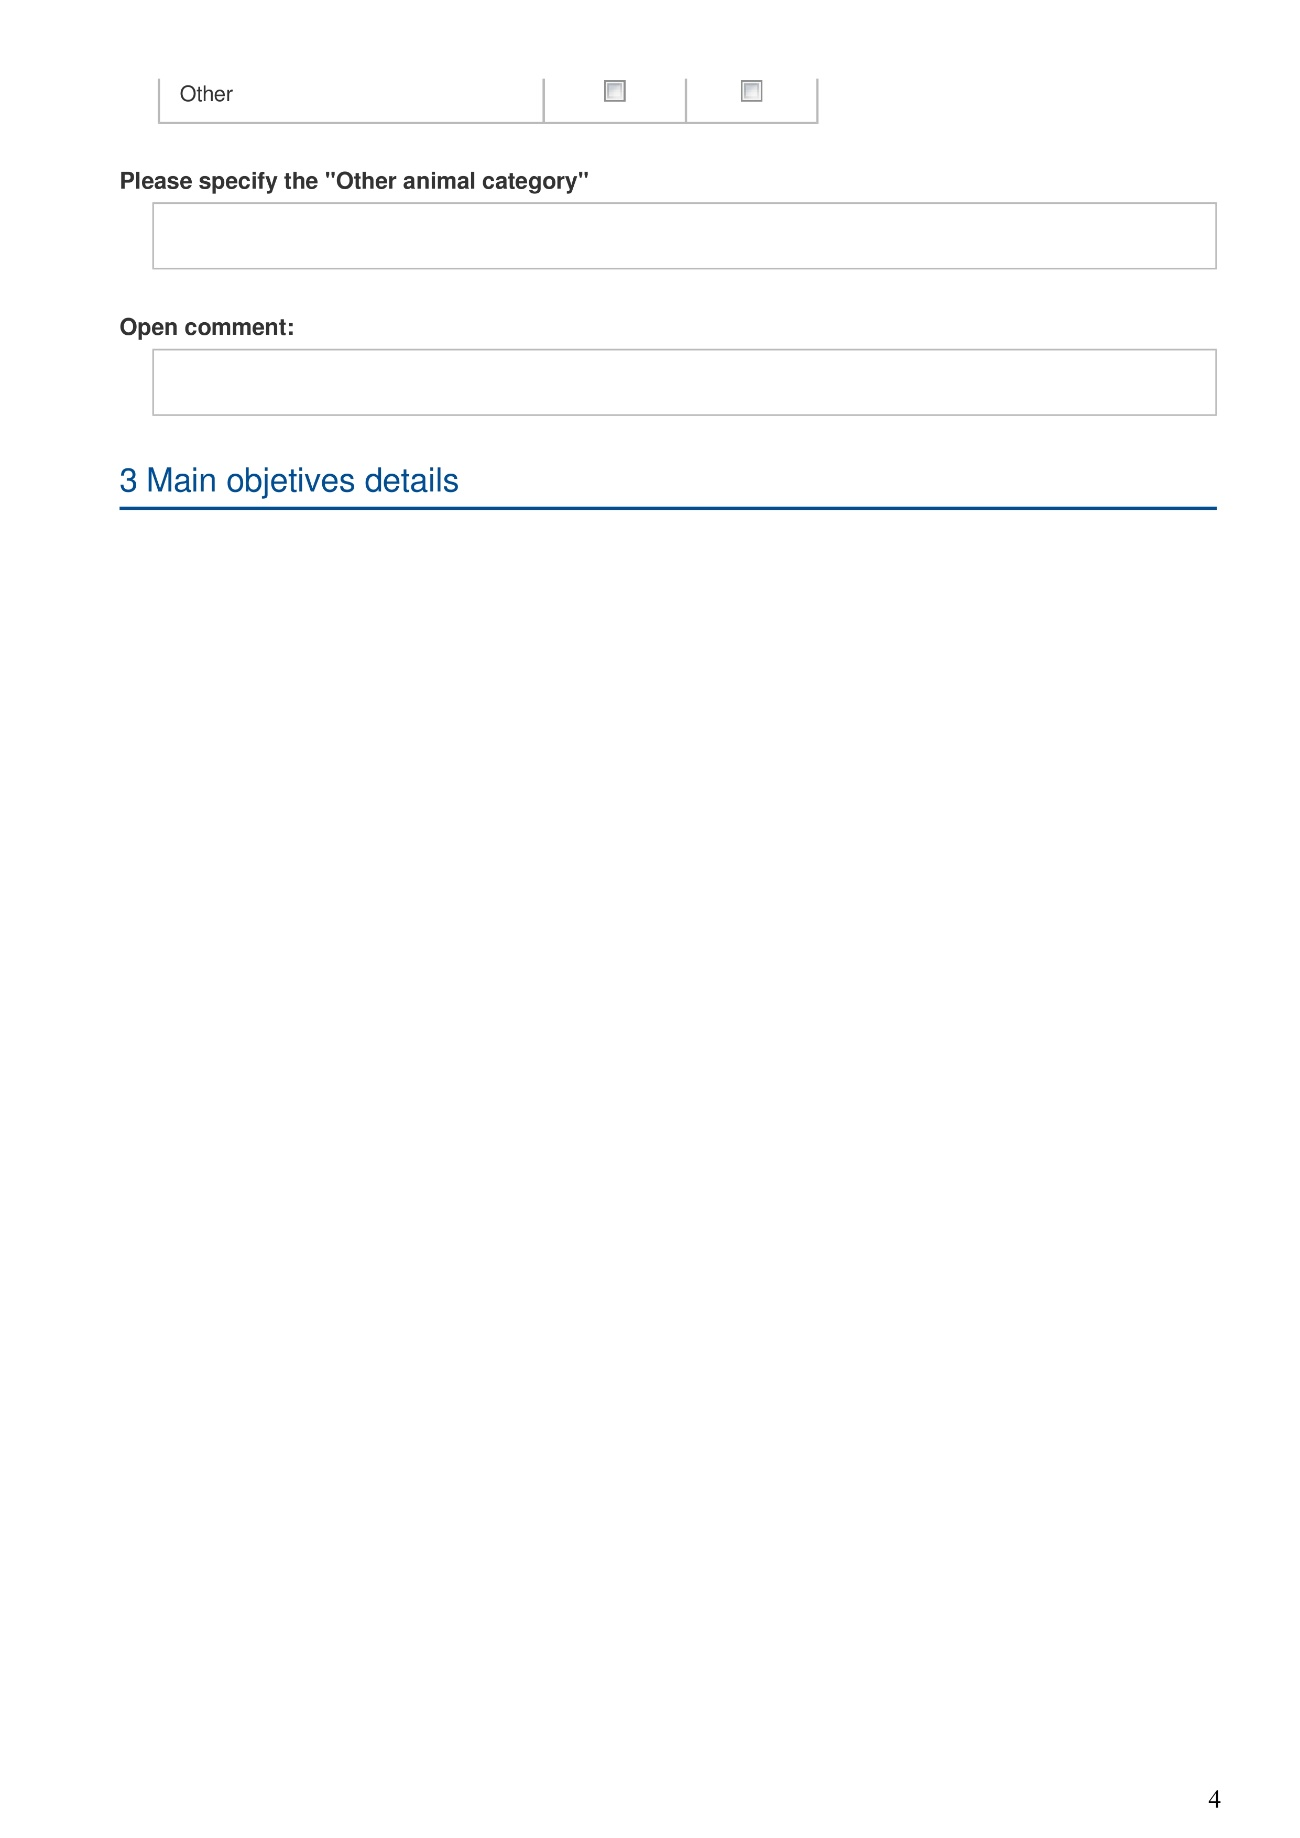 Other
Please specify the "Other animal category"
Open comment:
3 Main objetives details
4